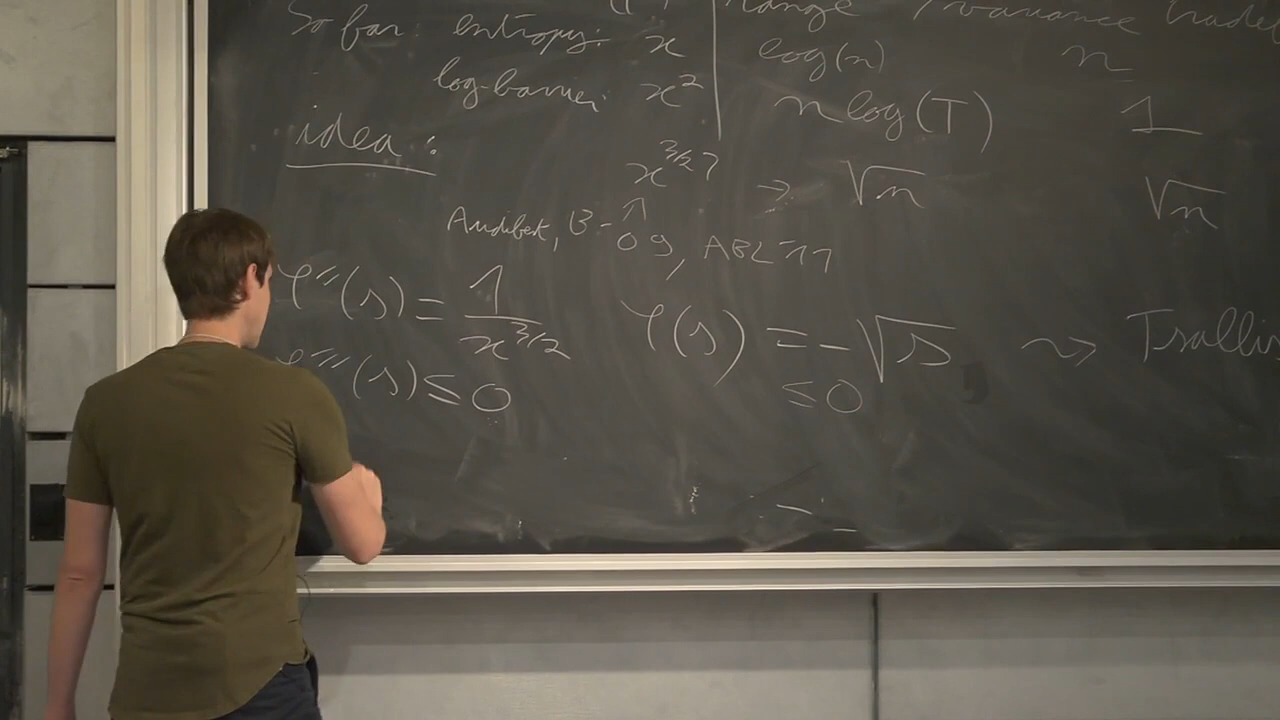 range / variance trade
So far: entropy: x log(n) n
log-barrier: x² n log(T) 1
idea:
x^{3/2}? → √n √n
Audibert, B-09, ABL-11
φ''(s) = 1/x^{3/2} φ(s) = -√s ⇝ Tsallis
φ'''(s) ≤ 0 ≤ 0